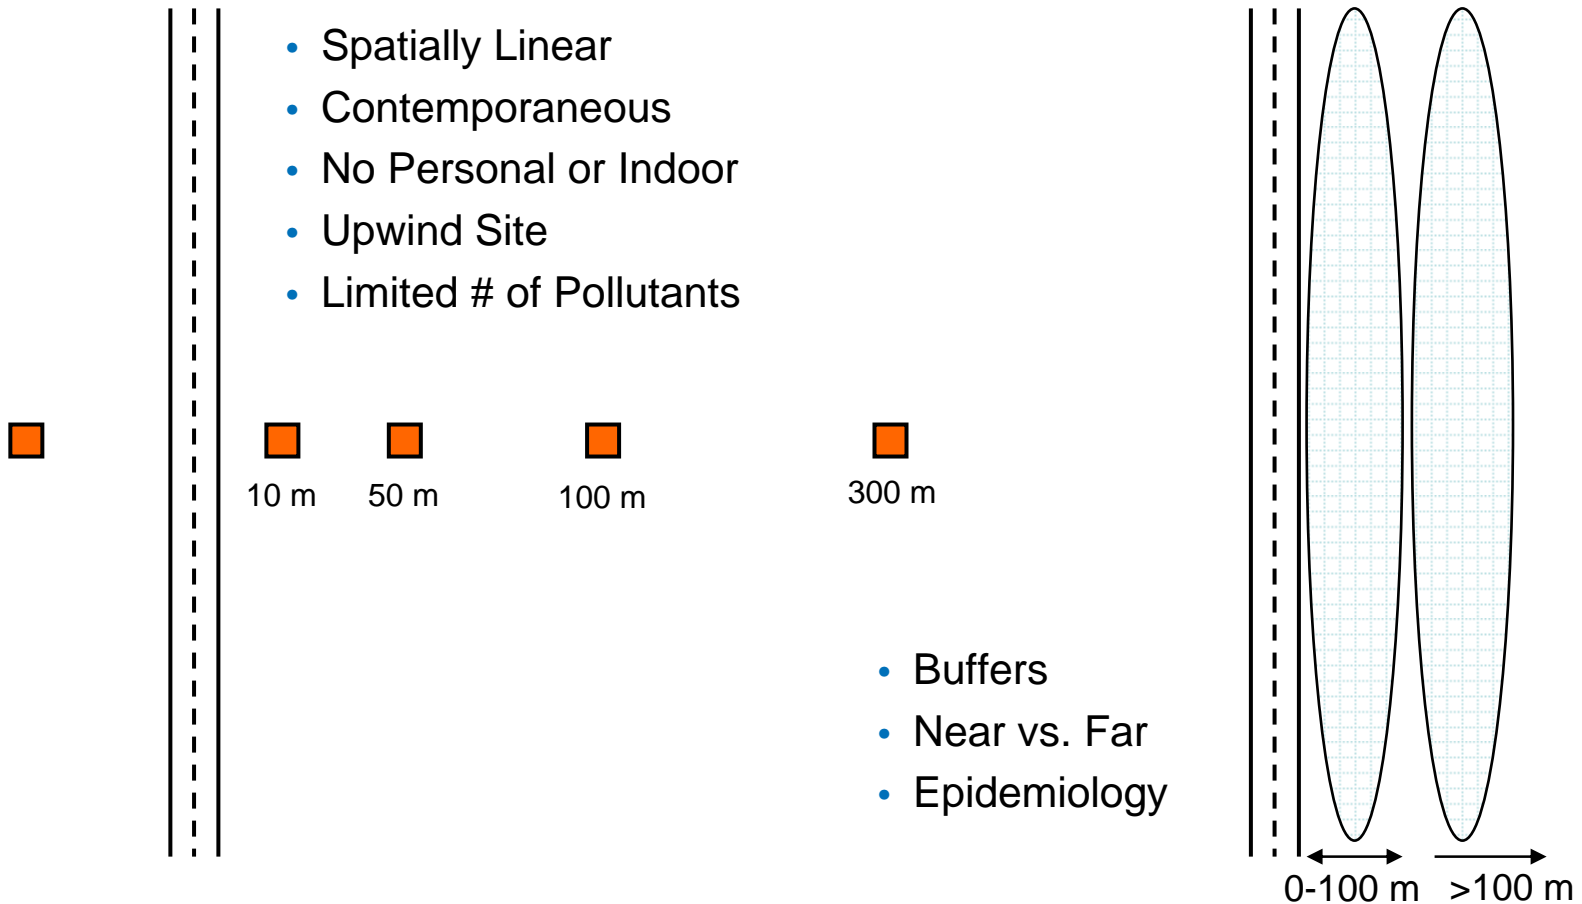 • Spatially Linear
• Contemporaneous
• No Personal or Indoor
• Upwind Site
• Limited # of Pollutants
10 m 50 m 100 m 300 m
• Buffers
• Near vs. Far
• Epidemiology
0-100 m >100 m